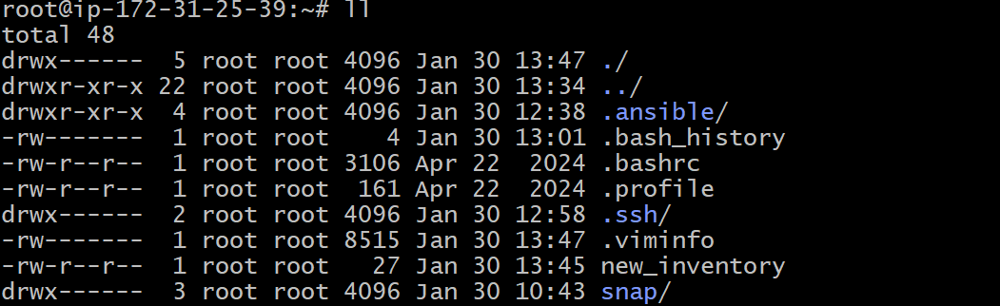 root@ip-172-31-25-39:~# ll
total 48
drwx------  5 root root 4096 Jan 30 13:47 ./
drwxr-xr-x 22 root root 4096 Jan 30 13:34 ../
drwxr-xr-x  4 root root 4096 Jan 30 12:38 .ansible/
-rw-------  1 root root    4 Jan 30 13:01 .bash_history
-rw-r--r--  1 root root 3106 Apr 22  2024 .bashrc
-rw-r--r--  1 root root  161 Apr 22  2024 .profile
drwx------  2 root root 4096 Jan 30 12:58 .ssh/
-rw-------  1 root root 8515 Jan 30 13:47 .viminfo
-rw-r--r--  1 root root   27 Jan 30 13:45 new_inventory
drwx------  3 root root 4096 Jan 30 10:43 snap/